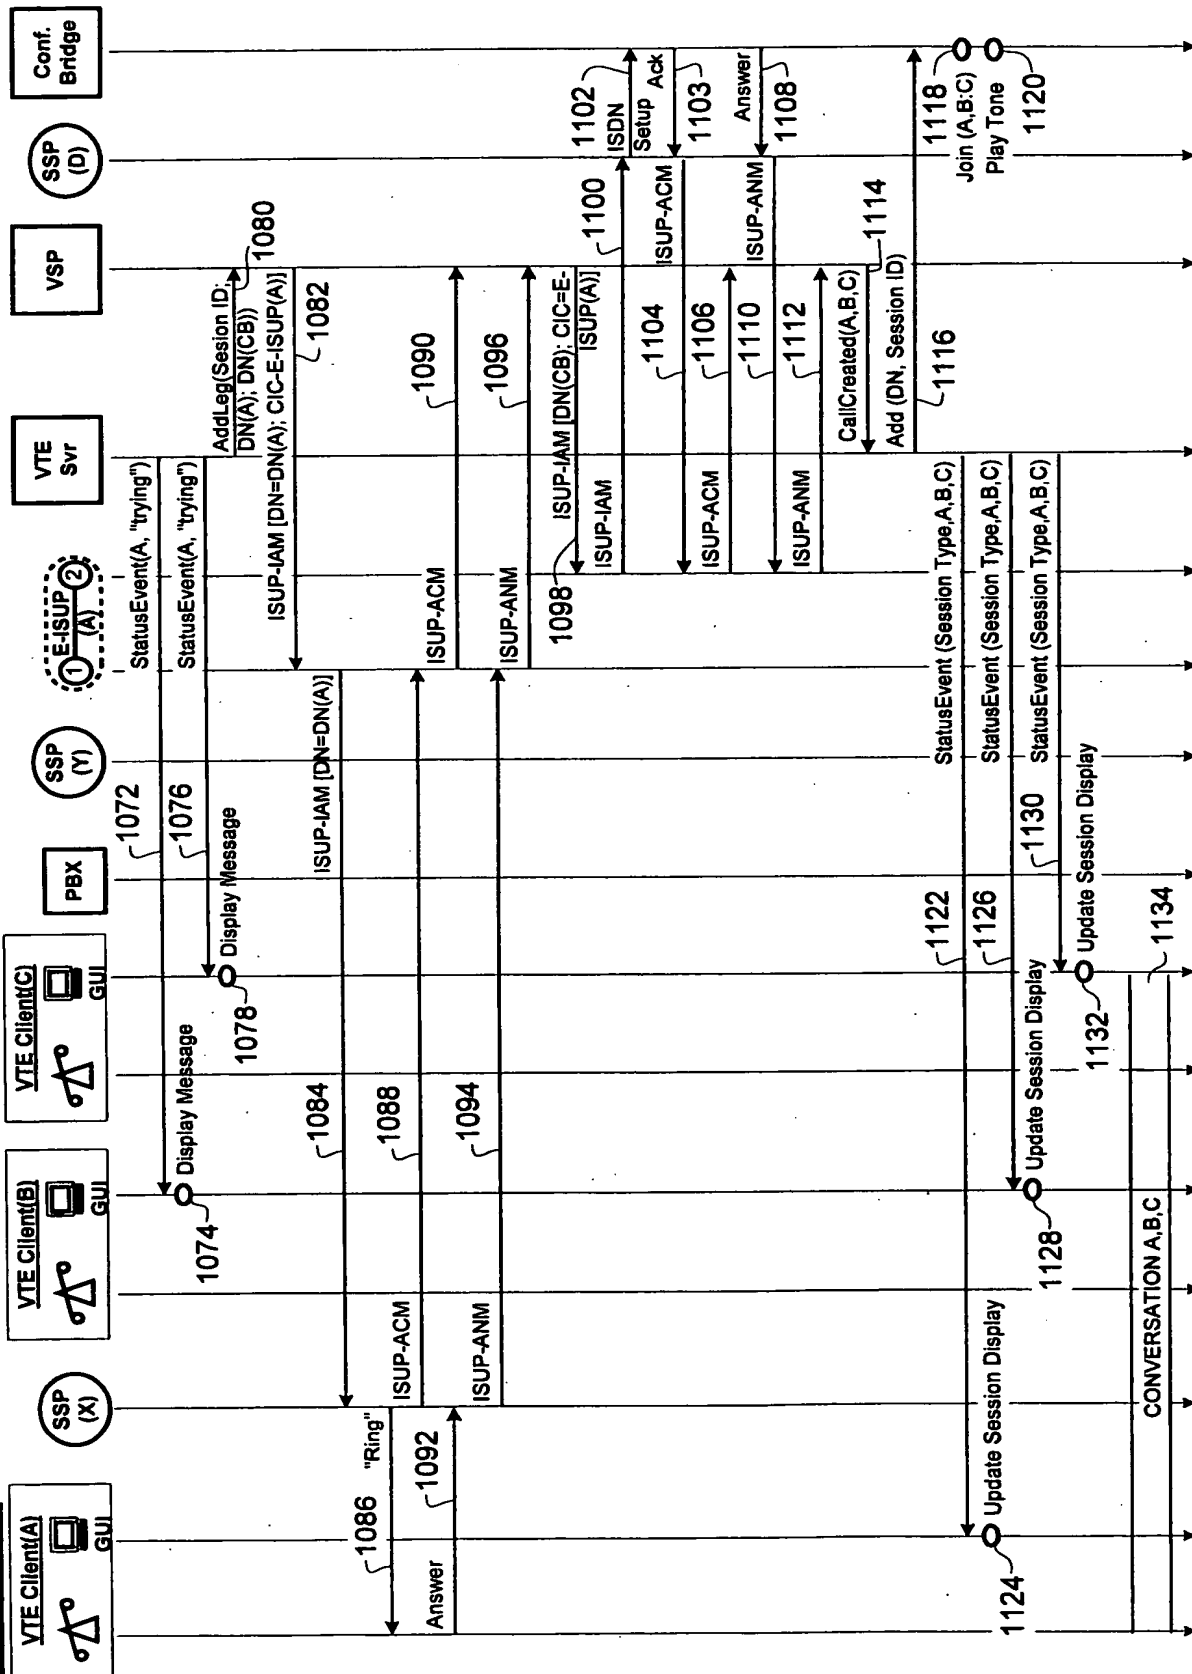 VTE Client(A)
GUI
SSP
(X)
VTE Client(B)
GUI
VTE Client(C)
GUI
PBX
SSP
(Y)
1
E-ISUP
(A)
2
VTE
Svr
VSP
SSP
(D)
Conf.
Bridge
1072
StatusEvent(A, "trying")
1074
Display Message
1076
StatusEvent(A, "trying")
1078
Display Message
AddLeg(Sesion ID;
DN(A); DN(CB))
1080
ISUP-IAM [DN=DN(A); CIC-E-ISUP(A)]
1082
1084
ISUP-IAM [DN=DN(A)]
1086
"Ring"
ISUP-ACM
1088
ISUP-ACM
1090
Answer
1092
ISUP-ANM
1094
ISUP-ANM
1096
1098
ISUP-IAM [DN(CB); CIC=E-
ISUP(A)]
ISUP-IAM
1100
1102
ISDN
Setup
Ack
1103
1104
ISUP-ACM
ISUP-ACM
1106
Answer
1108
1110
ISUP-ANM
ISUP-ANM
1112
CallCreated(A,B,C)
1114
Add (DN, Session ID)
1116
1118
Join (A,B:C)
Play Tone
1120
1122
StatusEvent (Session Type,A,B,C)
1124
Update Session Display
1126
StatusEvent (Session Type,A,B,C)
1128
Update Session Display
1130
StatusEvent (Session Type,A,B,C)
1132
Update Session Display
CONVERSATION A,B,C
1134